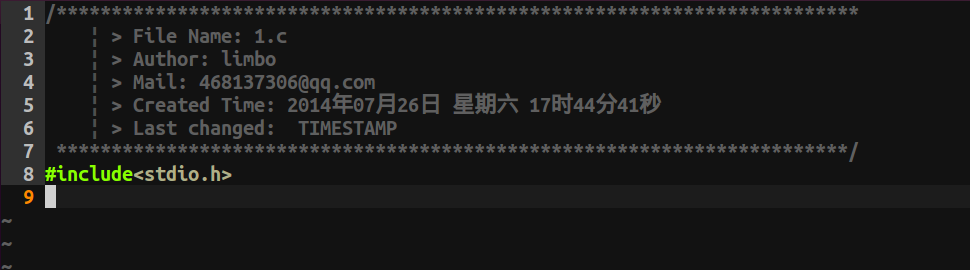 1 /*************************************************************************
2 ¦ > File Name: 1.c
3 ¦ > Author: limbo
4 ¦ > Mail: 468137306@qq.com
5 ¦ > Created Time: 2014年07月26日 星期六 17时44分41秒
6 ¦ > Last changed:  TIMESTAMP
7 ************************************************************************/
8 #include<stdio.h>
9
~
~
~